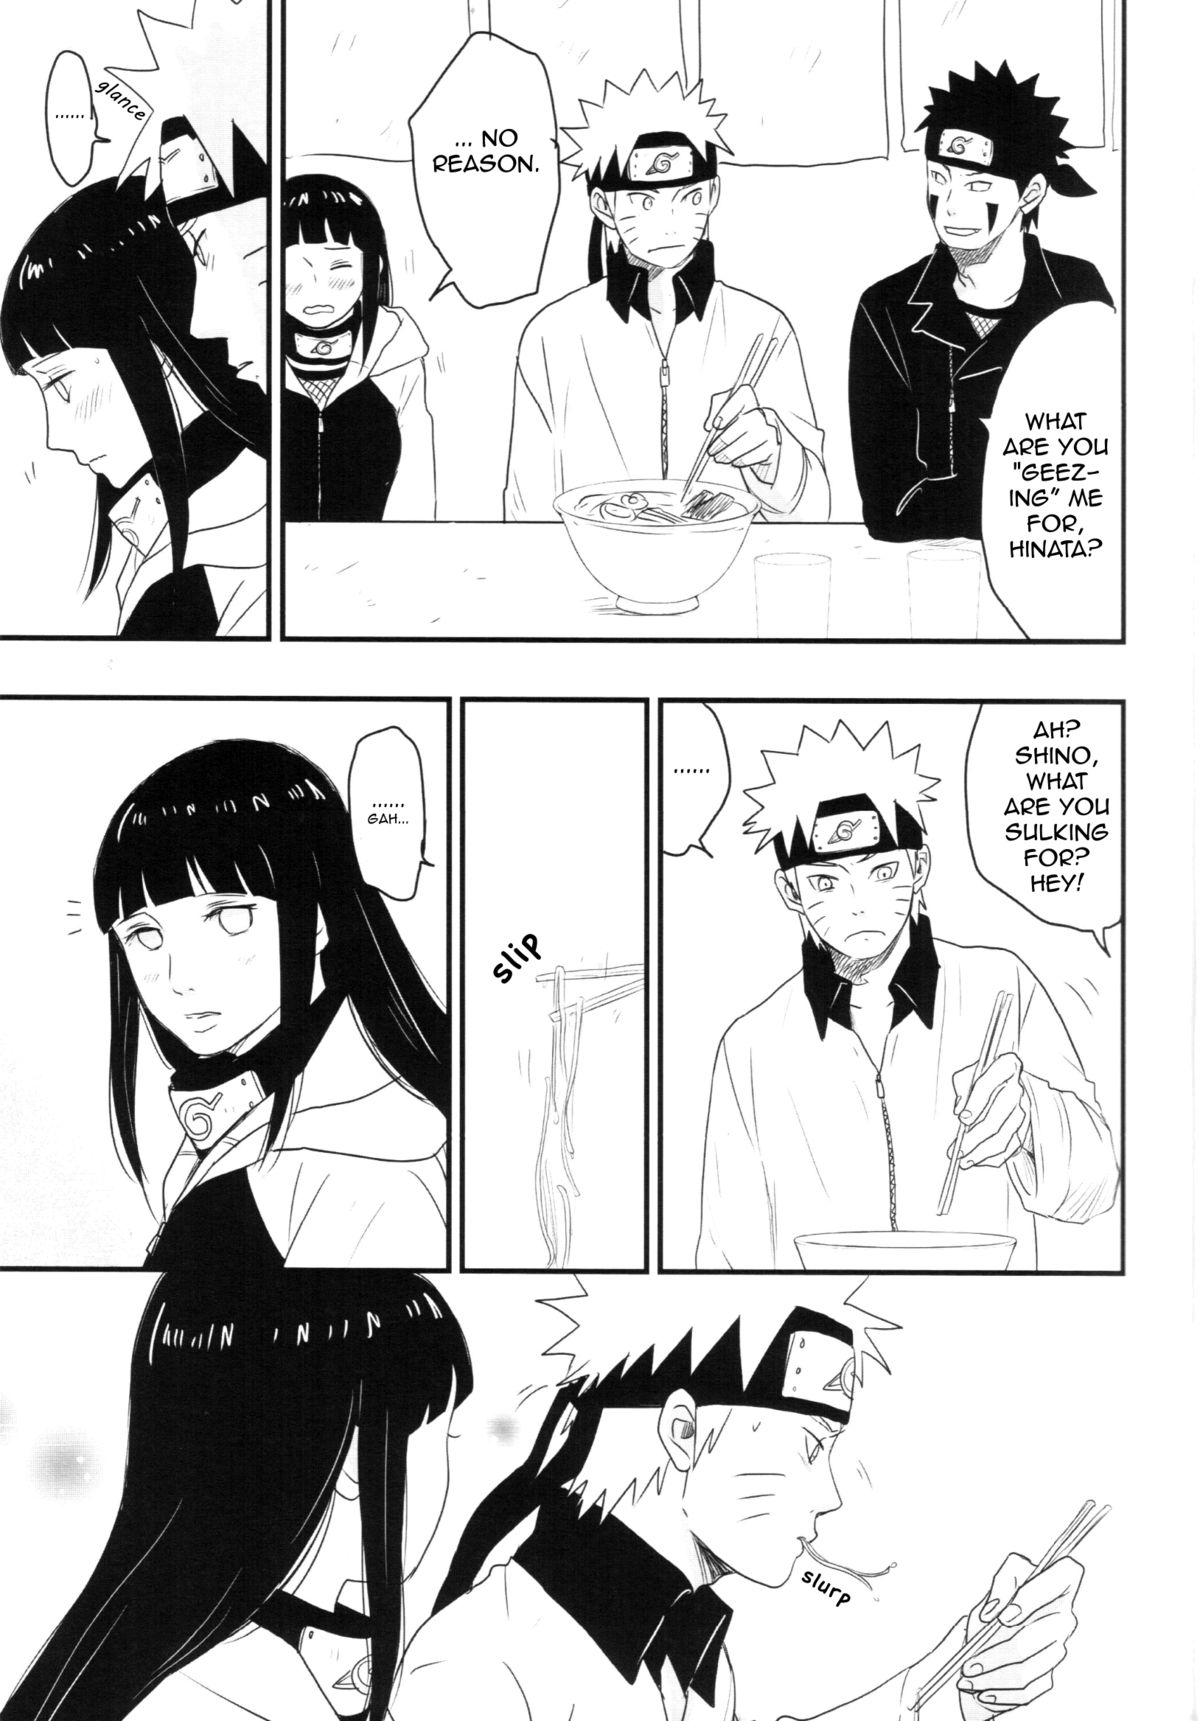 WHAT
ARE YOU
"GEEZ-
ING" ME
FOR,
HINATA?
... NO
REASON.
glance
......
AH?
SHINO,
WHAT
ARE YOU
SULKING
FOR?
HEY!
......
slip
......
GAH...
slurp